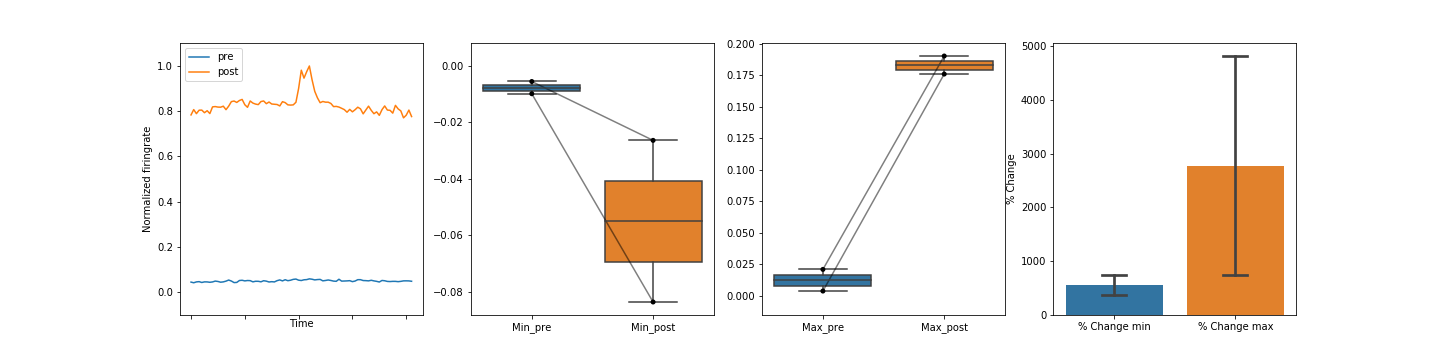 pre
post
1.0
0.8
0.6
0.4
0.2
0.0
Normalized firingrate
Time
0.00
−0.02
−0.04
−0.06
−0.08
Min_pre
Min_post
0.200
0.175
0.150
0.125
0.100
0.075
0.050
0.025
0.000
Max_pre
Max_post
5000
4000
3000
2000
1000
0
% Change
% Change min
% Change max